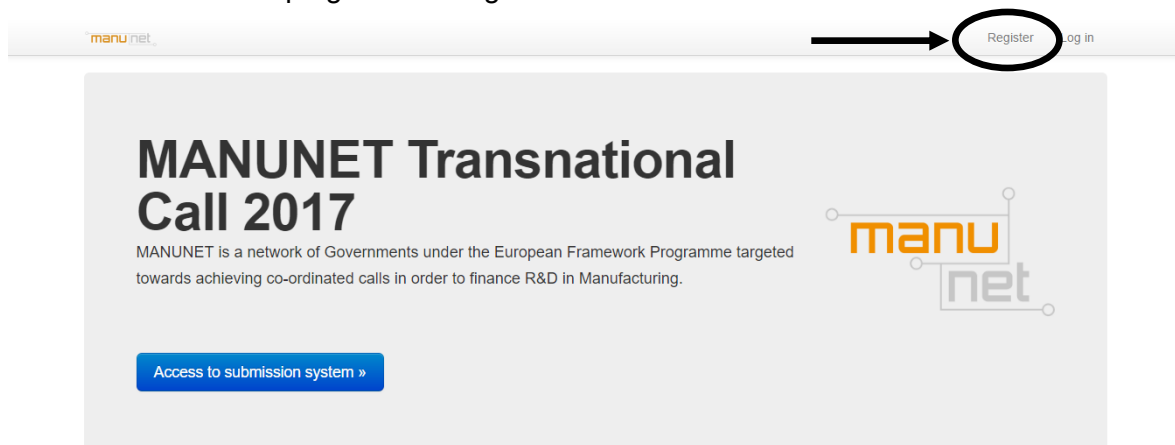 manu net
Register
Log in
MANUNET Transnational
Call 2017
MANUNET is a network of Governments under the European Framework Programme targeted
towards achieving co-ordinated calls in order to finance R&D in Manufacturing.
manu
net
Access to submission system »